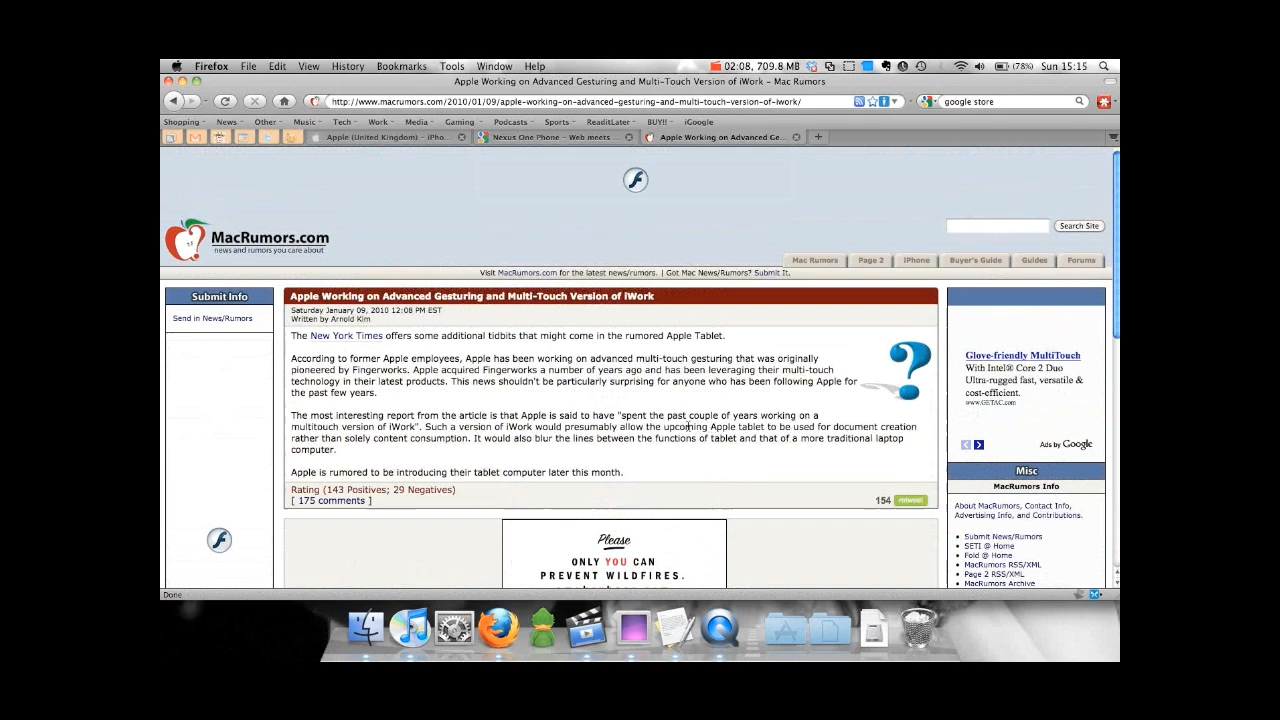 Firefox File Edit View History Bookmarks Tools Window Help 02:08, 709.8 MB (78%) Sun 15:15
Apple Working on Advanced Gesturing and Multi-Touch Version of iWork – Mac Rumors
http://www.macrumors.com/2010/01/09/apple-working-on-advanced-gesturing-and-multi-touch-version-of-iwork/ google store
Shopping News Other Music Tech Work Media Gaming Podcasts Sports ReaditLater BUY!! iGoogle
Apple (United Kingdom) – iPho... Nexus One Phone – Web meets ... Apple Working on Advanced Ge...
MacRumors.com
news and rumors you care about
Search Site
Mac Rumors Page 2 iPhone Buyer's Guide Guides Forums
Visit MacRumors.com for the latest news/rumors. | Got Mac News/Rumors? Submit It.
Submit Info
Send in News/Rumors
Apple Working on Advanced Gesturing and Multi-Touch Version of iWork
Saturday January 09, 2010 12:08 PM EST
Written by Arnold Kim
The New York Times offers some additional tidbits that might come in the rumored Apple Tablet.
According to former Apple employees, Apple has been working on advanced multi-touch gesturing that was originally
pioneered by Fingerworks. Apple acquired Fingerworks a number of years ago and has been leveraging their multi-touch
technology in their latest products. This news shouldn't be particularly surprising for anyone who has been following Apple for
the past few years.
The most interesting report from the article is that Apple is said to have "spent the past couple of years working on a
multitouch version of iWork". Such a version of iWork would presumably allow the upcoming Apple tablet to be used for document creation
rather than solely content consumption. It would also blur the lines between the functions of tablet and that of a more traditional laptop
computer.
Apple is rumored to be introducing their tablet computer later this month.
Rating (143 Positives; 29 Negatives)
[ 175 comments ]
154 retweet
Please
ONLY YOU CAN
PREVENT WILDFIRES.
Glove-friendly MultiTouch
With Intel® Core 2 Duo
Ultra-rugged fast, versatile &
cost-efficient.
www.GETAC.com
Ads by Google
Misc
MacRumors Info
About MacRumors, Contact Info,
Advertising Info, and Contributions.
Submit News/Rumors
SETI @ Home
Fold @ Home
MacRumors RSS/XML
Page 2 RSS/XML
MacRumors Archive
Done